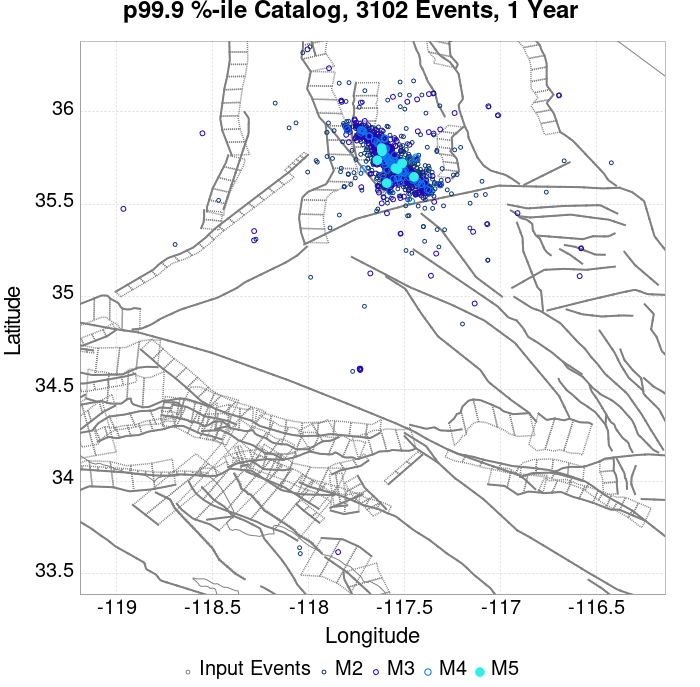 p99.9 %-ile Catalog, 3102 Events, 1 Year
36
35.5
35
34.5
34
33.5
Latitude
-119 -118.5 -118 -117.5 -117 -116.5
Longitude
Input Events M2 M3 M4 M5